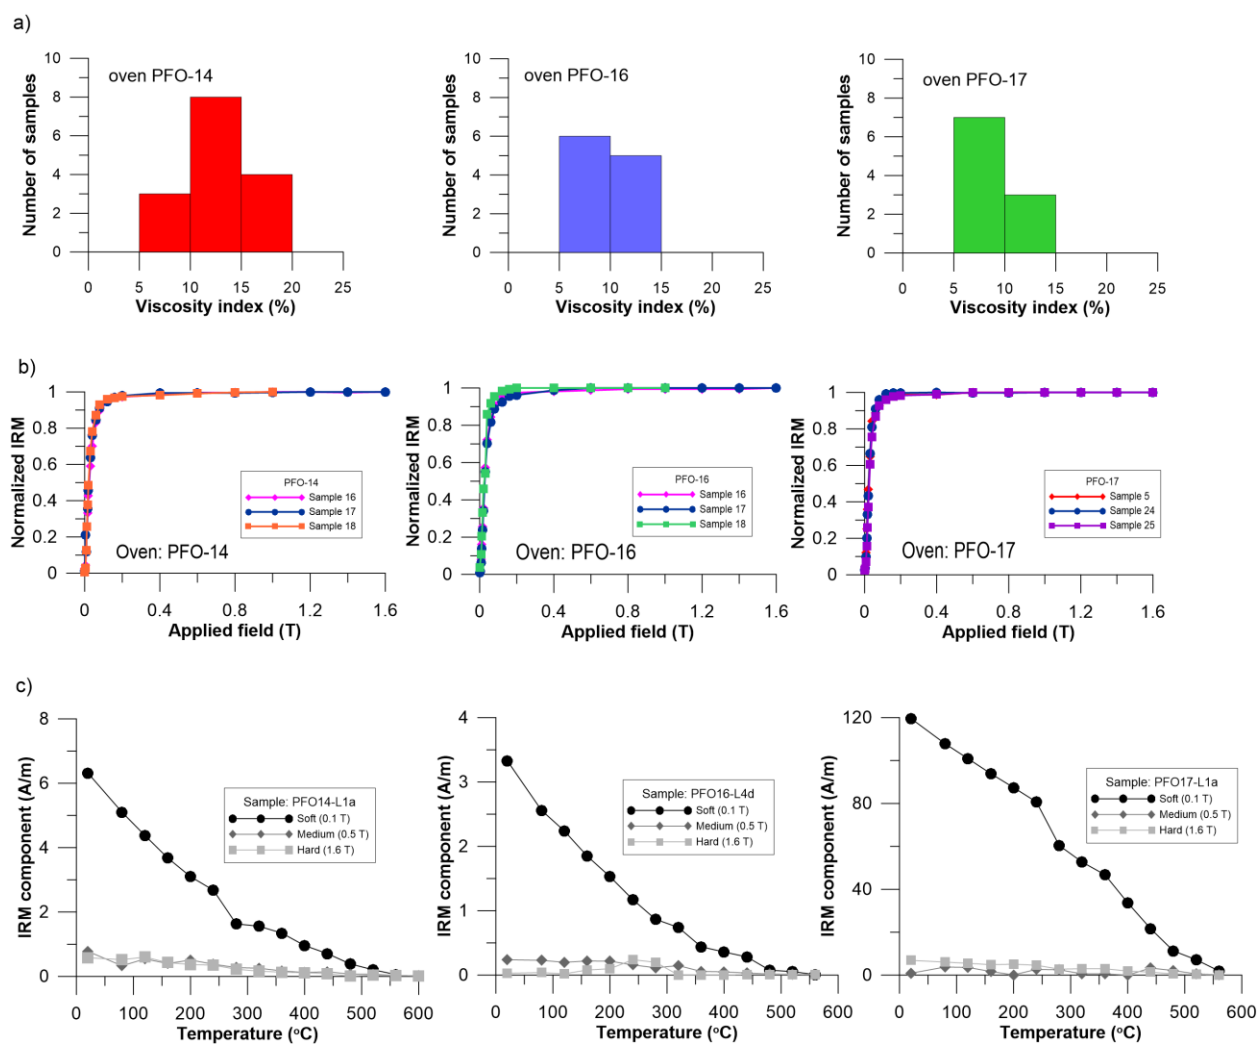 a)
oven PFO-14
Number of samples
10
8
6
4
2
0
0 5 10 15 20 25
Viscosity index (%)
oven PFO-16
Number of samples
10
8
6
4
2
0
0 5 10 15 20 25
Viscosity index (%)
oven PFO-17
Number of samples
10
8
6
4
2
0
0 5 10 15 20 25
Viscosity index (%)
b)
Normalized IRM
1
0.8
0.6
0.4
0.2
0
PFO-14
Sample 16
Sample 17
Sample 18
Oven: PFO-14
0 0.4 0.8 1.2 1.6
Applied field (T)
Normalized IRM
1
0.8
0.6
0.4
0.2
0
PFO-16
Sample 16
Sample 17
Sample 18
Oven: PFO-16
0 0.4 0.8 1.2 1.6
Applied field (T)
Normalized IRM
1
0.8
0.6
0.4
0.2
0
PFO-17
Sample 5
Sample 24
Sample 25
Oven: PFO-17
0 0.4 0.8 1.2 1.6
Applied field (T)
c)
IRM component (A/m)
8
6
4
2
0
Sample: PFO14-L1a
Soft (0.1 T)
Medium (0.5 T)
Hard (1.6 T)
0 100 200 300 400 500 600
Temperature (ºC)
IRM component (A/m)
4
3
2
1
0
Sample: PFO16-L4d
Soft (0.1 T)
Medium (0.5 T)
Hard (1.6 T)
0 100 200 300 400 500 600
Temperature (ºC)
IRM component (A/m)
120
80
40
0
Sample: PFO17-L1a
Soft (0.1 T)
Medium (0.5 T)
Hard (1.6 T)
0 100 200 300 400 500 600
Temperature (ºC)